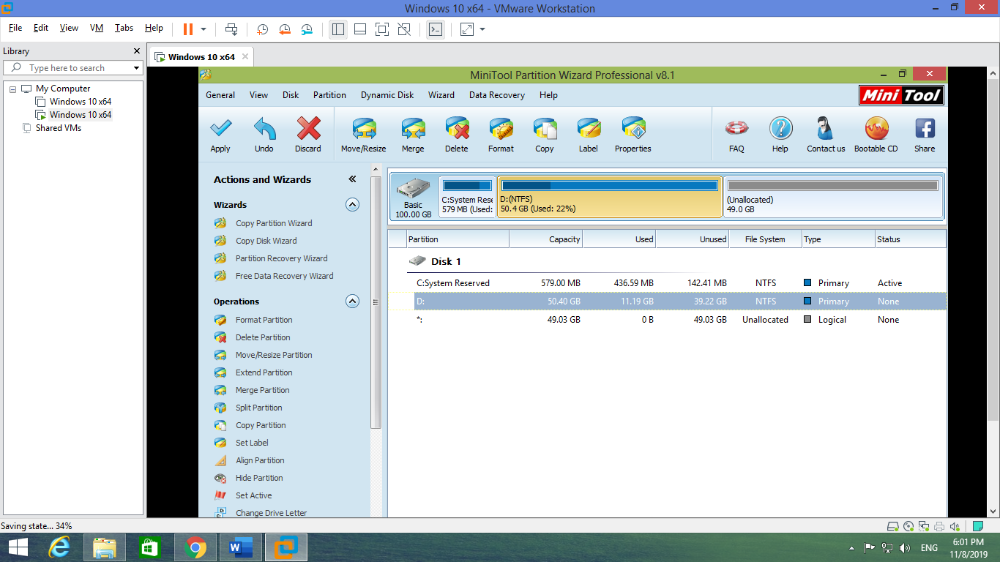 Windows 10 x64 - VMware Workstation
File Edit View VM Tabs Help
Library
Type here to search
My Computer
Windows 10 x64
Windows 10 x64
Shared VMs
Windows 10 x64
MiniTool Partition Wizard Professional v8.1
General View Disk Partition Dynamic Disk Wizard Data Recovery Help
Mini Tool
Apply Undo Discard Move/Resize Merge Delete Format Copy Label Properties FAQ Help Contact us Bootable CD Share
Actions and Wizards
Wizards
Copy Partition Wizard
Copy Disk Wizard
Partition Recovery Wizard
Free Data Recovery Wizard
Operations
Format Partition
Delete Partition
Move/Resize Partition
Extend Partition
Merge Partition
Split Partition
Copy Partition
Set Label
Align Partition
Hide Partition
Set Active
D:
Change Drive Letter
Basic
100.00 GB
C:System Rese
579 MB (Used:
D:(NTFS)
50.4 GB (Used: 22%)
(Unallocated)
49.0 GB
Partition Capacity Used Unused File System Type Status
Disk 1
C:System Reserved 579.00 MB 436.59 MB 142.41 MB NTFS Primary Active
D: 50.40 GB 11.19 GB 39.22 GB NTFS Primary None
*: 49.03 GB 0 B 49.03 GB Unallocated Logical None
Saving state... 34%
ENG
6:01 PM
11/8/2019